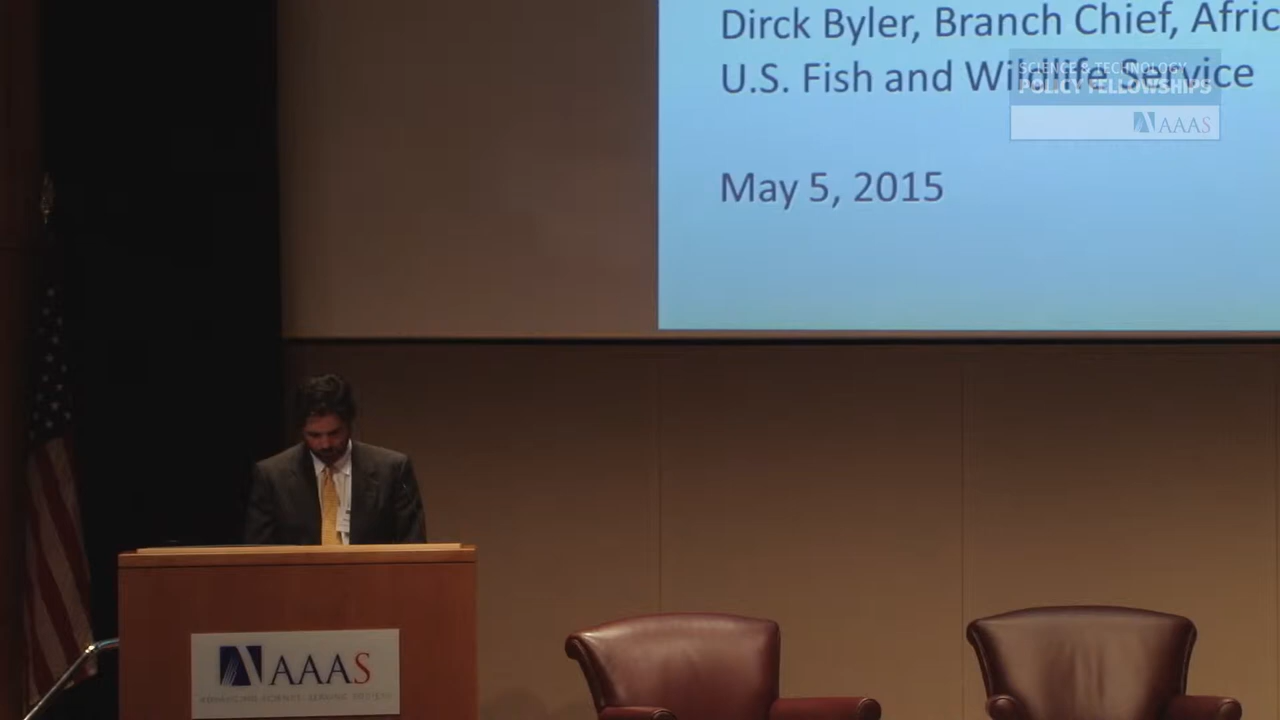 Dirck Byler, Branch Chief, Afric
U.S. Fish and Wildlife Service
SCIENCE & TECHNOLOGY
POLICY FELLOWSHIPS
AAAS
May 5, 2015
AAAS